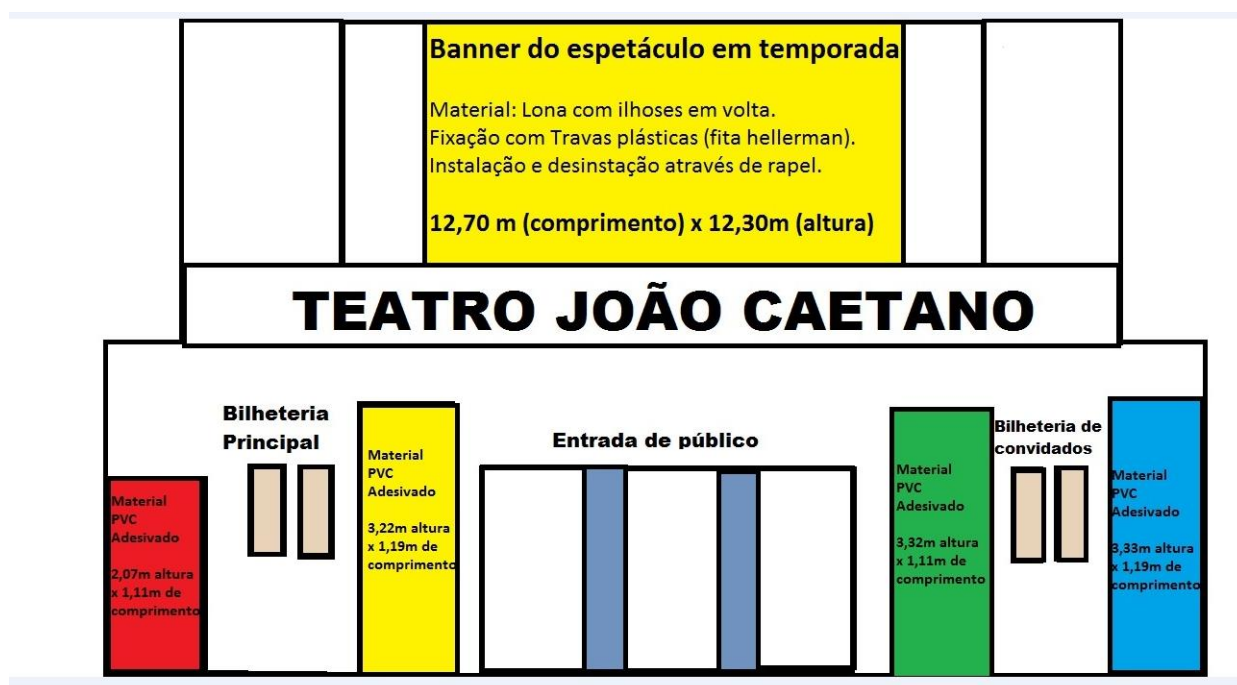 Banner do espetáculo em temporada
Material: Lona com ilhoses em volta.
Fixação com Travas plásticas (fita hellerman).
Instalação e desinstação através de rapel.
12,70 m (comprimento) x 12,30m (altura)
TEATRO JOÃO CAETANO
Bilheteria
Principal
Entrada de público
Bilheteria de
convidados
Material
PVC
Adesivado
2,07m altura
x 1,11m de
comprimento
Material
PVC
Adesivado
3,22m altura
x 1,19m de
comprimento
Material
PVC
Adesivado
3,32m altura
x 1,11m de
comprimento
Material
PVC
Adesivado
3,33m altura
x 1,19m de
comprimento